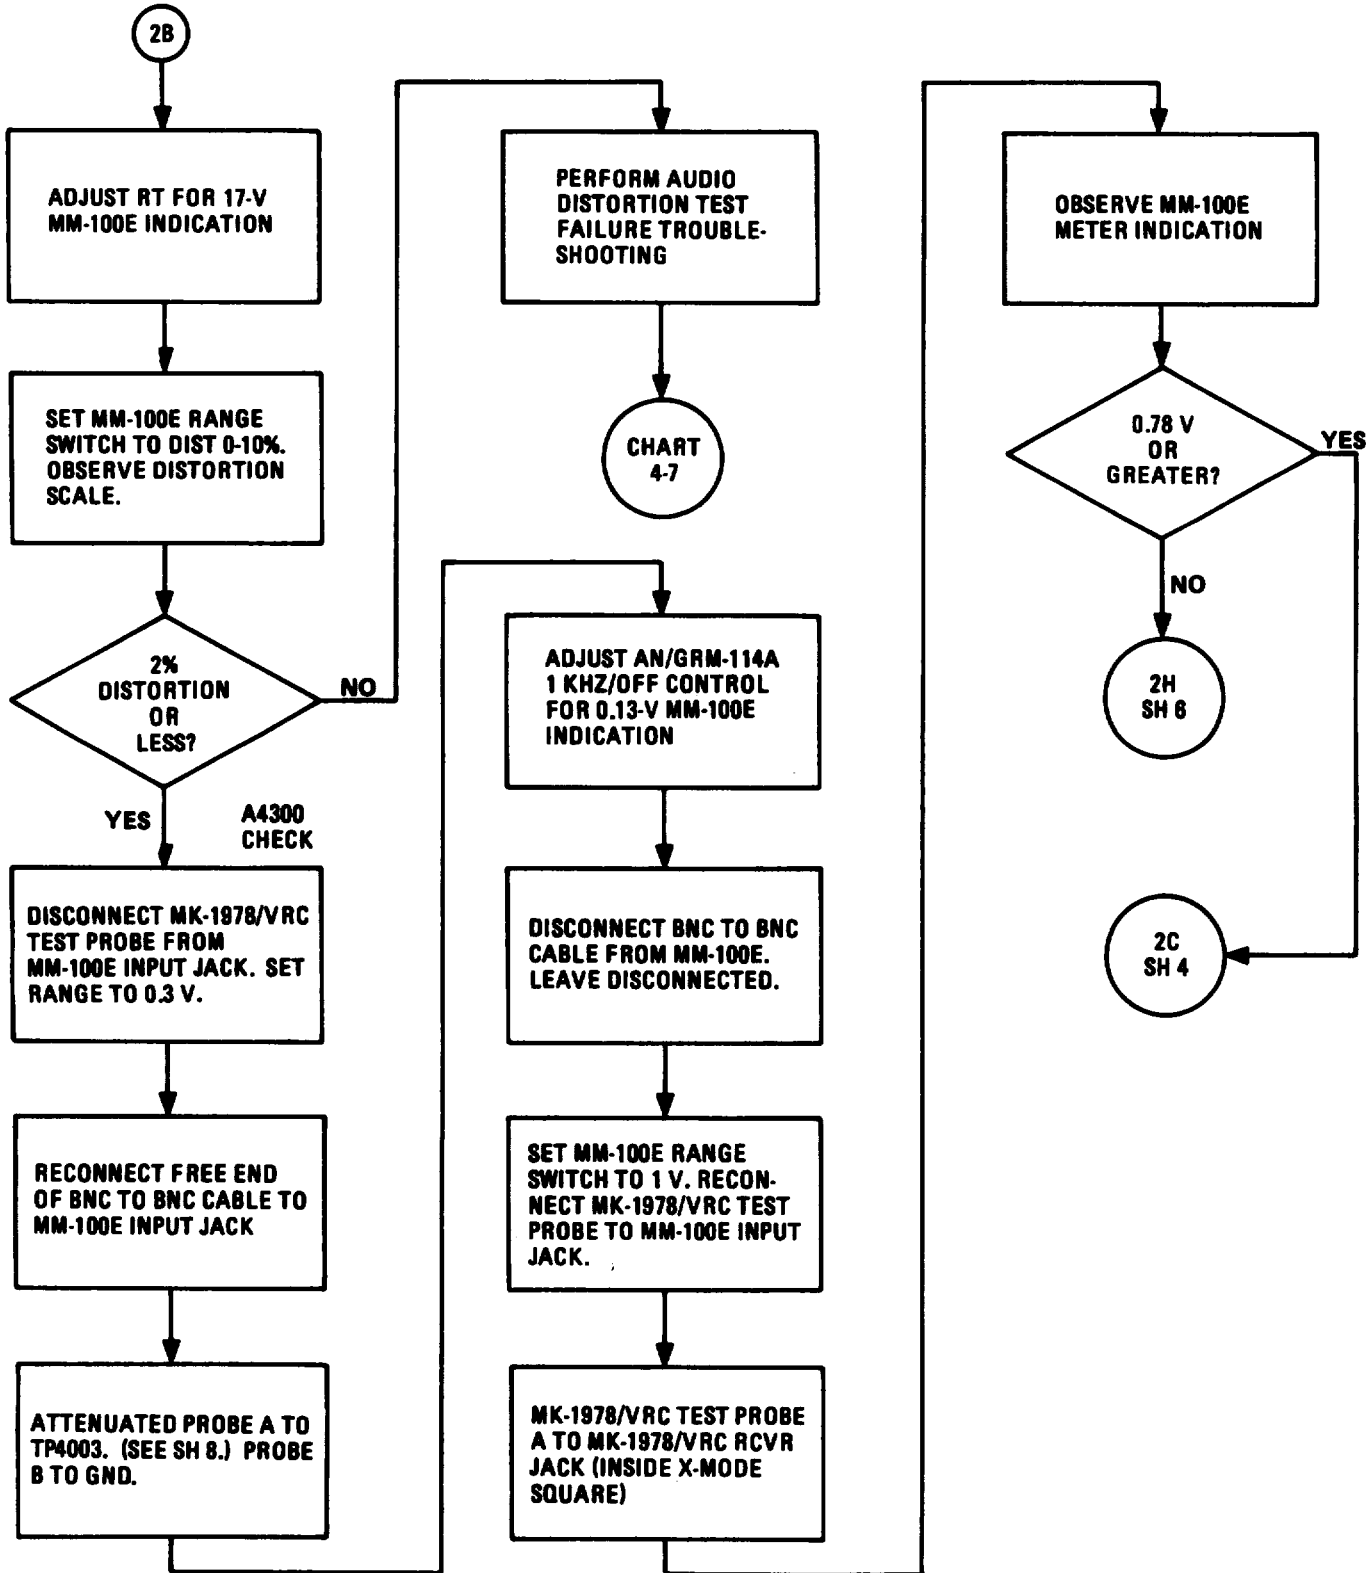 2B
ADJUST RT FOR 17-V
MM-100E INDICATION
SET MM-100E RANGE
SWITCH TO DIST 0-10%.
OBSERVE DISTORTION
SCALE.
2%
DISTORTION
OR
LESS?
NO
YES
A4300
CHECK
DISCONNECT MK-1978/VRC
TEST PROBE FROM
MM-100E INPUT JACK. SET
RANGE TO 0.3 V.
RECONNECT FREE END
OF BNC TO BNC CABLE TO
MM-100E INPUT JACK
ATTENUATED PROBE A TO
TP4003. (SEE SH 8.) PROBE
B TO GND.
PERFORM AUDIO
DISTORTION TEST
FAILURE TROUBLE-
SHOOTING
CHART
4-7
ADJUST AN/GRM-114A
1 KHZ/OFF CONTROL
FOR 0.13-V MM-100E
INDICATION
DISCONNECT BNC TO BNC
CABLE FROM MM-100E.
LEAVE DISCONNECTED.
SET MM-100E RANGE
SWITCH TO 1 V. RECON-
NECT MK-1978/VRC TEST
PROBE TO MM-100E INPUT
JACK.
MK-1978/VRC TEST PROBE
A TO MK-1978/VRC RCVR
JACK (INSIDE X-MODE
SQUARE)
OBSERVE MM-100E
METER INDICATION
0.78 V
OR
GREATER?
YES
NO
2H
SH 6
2C
SH 4